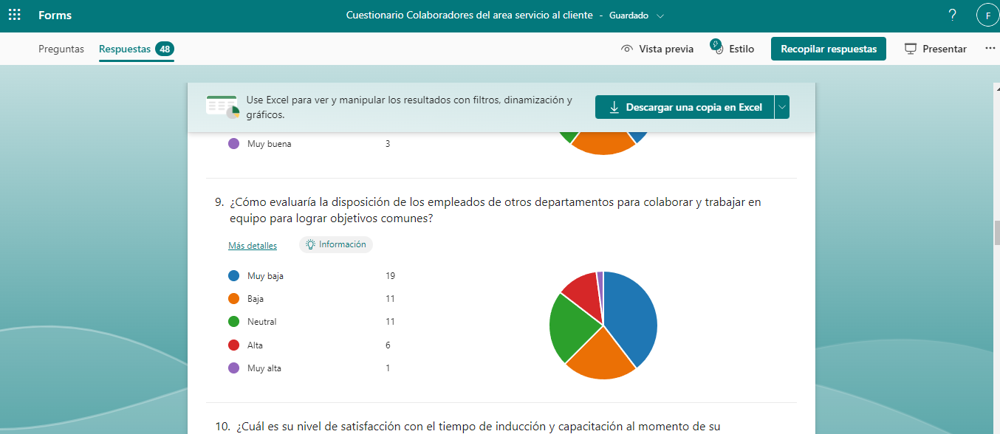 Forms
Cuestionario Colaboradores del area servicio al cliente - Guardado
?
F
Preguntas
Respuestas 48
Vista previa
Estilo
Recopilar respuestas
Presentar
...
Use Excel para ver y manipular los resultados con filtros, dinamización y
gráficos.
Descargar una copia en Excel
Muy buena 3
9. ¿Cómo evaluaría la disposición de los empleados de otros departamentos para colaborar y trabajar en
equipo para lograr objetivos comunes?
Más detalles
Información
Muy baja 19
Baja 11
Neutral 11
Alta 6
Muy alta 1
10. ¿Cuál es su nivel de satisfacción con el tiempo de inducción y capacitación al momento de su